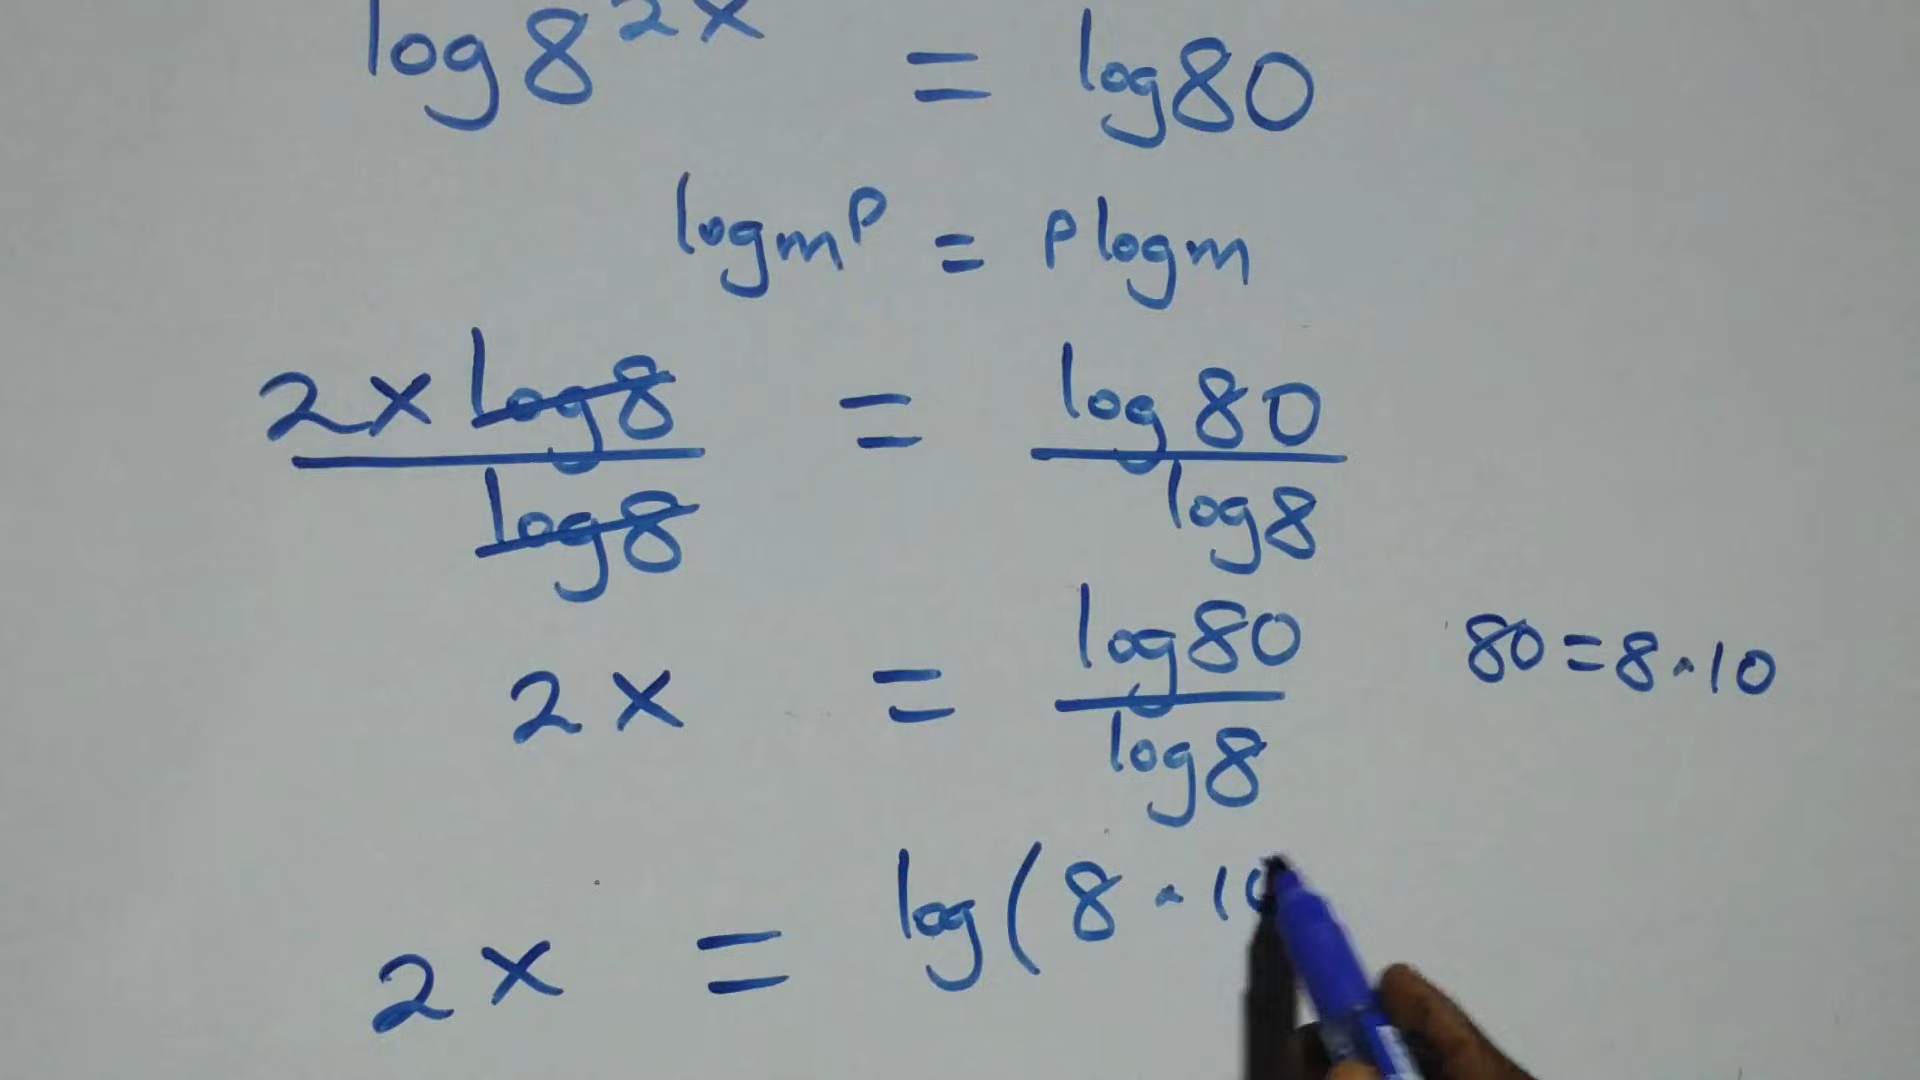 log 8^2x = log 80
log m^p = p log m
2x log 8 / log 8 = log 80 / log 8
2x = log 80 / log 8
80 = 8 · 10
2x = log (8 · 10